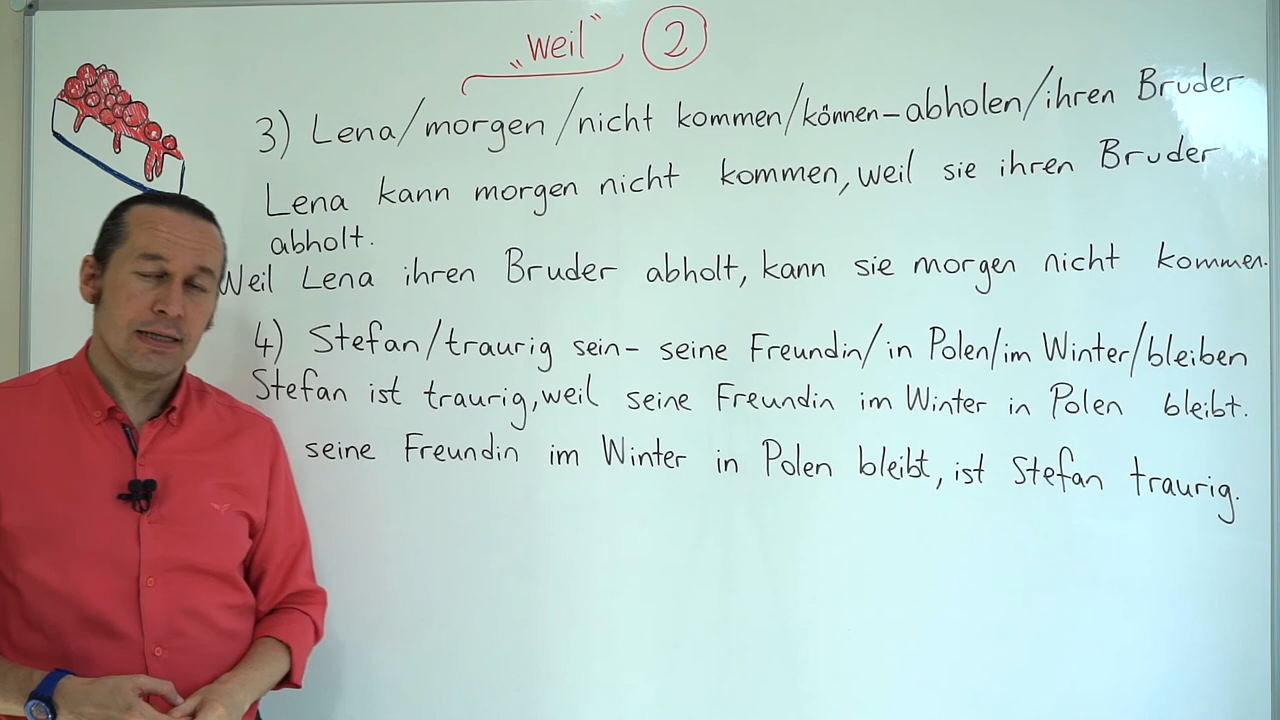 „weil“ 2
3) Lena/morgen/nicht kommen/können-abholen/ihren Bruder
Lena kann morgen nicht kommen, weil sie ihren Bruder
abholt.
Weil Lena ihren Bruder abholt, kann sie morgen nicht kommen.
4) Stefan/traurig sein- seine Freundin/in Polen/im Winter/bleiben
Stefan ist traurig, weil seine Freundin im Winter in Polen bleibt.
seine Freundin im Winter in Polen bleibt, ist Stefan traurig.